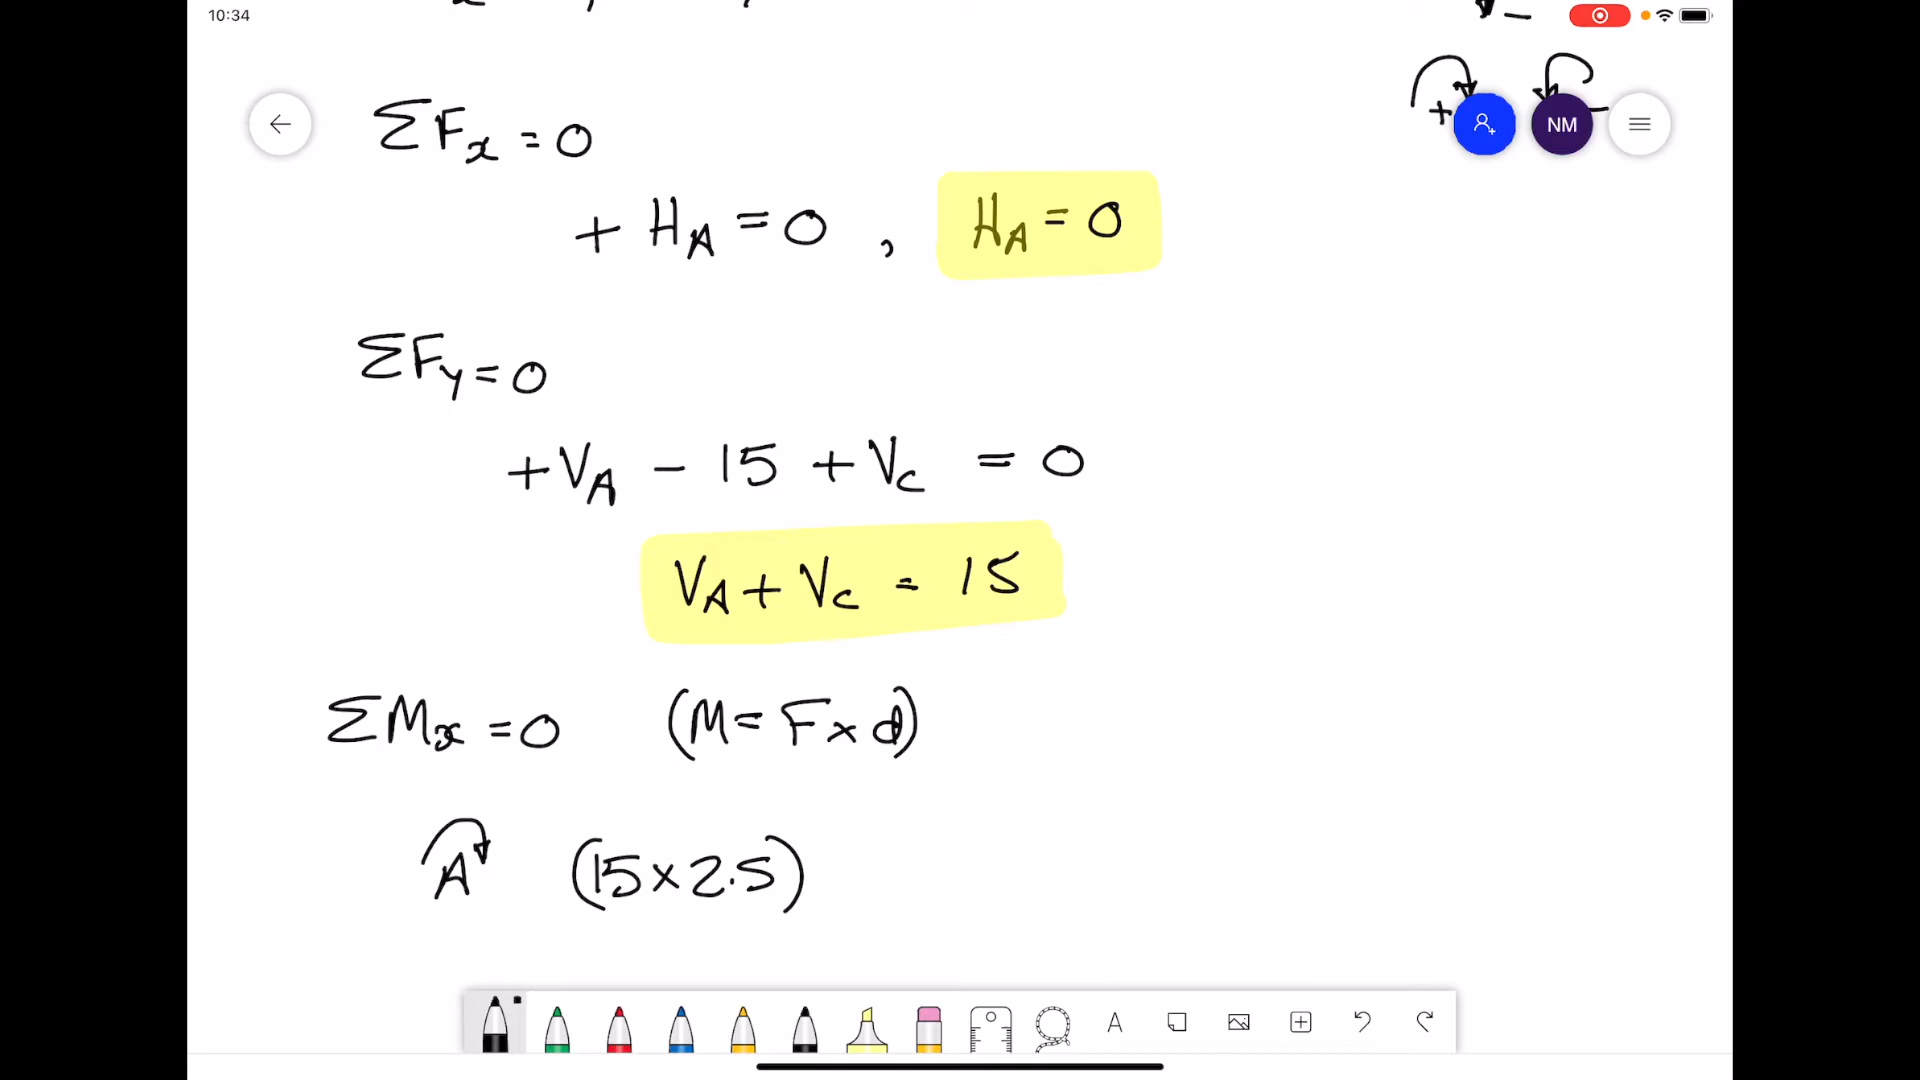 10:34
+ -
NM
ΣFx = 0
+ HA = 0 , HA = 0
ΣFy = 0
+VA - 15 + Vc = 0
VA + Vc = 15
ΣMx = 0 (M = F x d)
A (15 x 2.5)
A